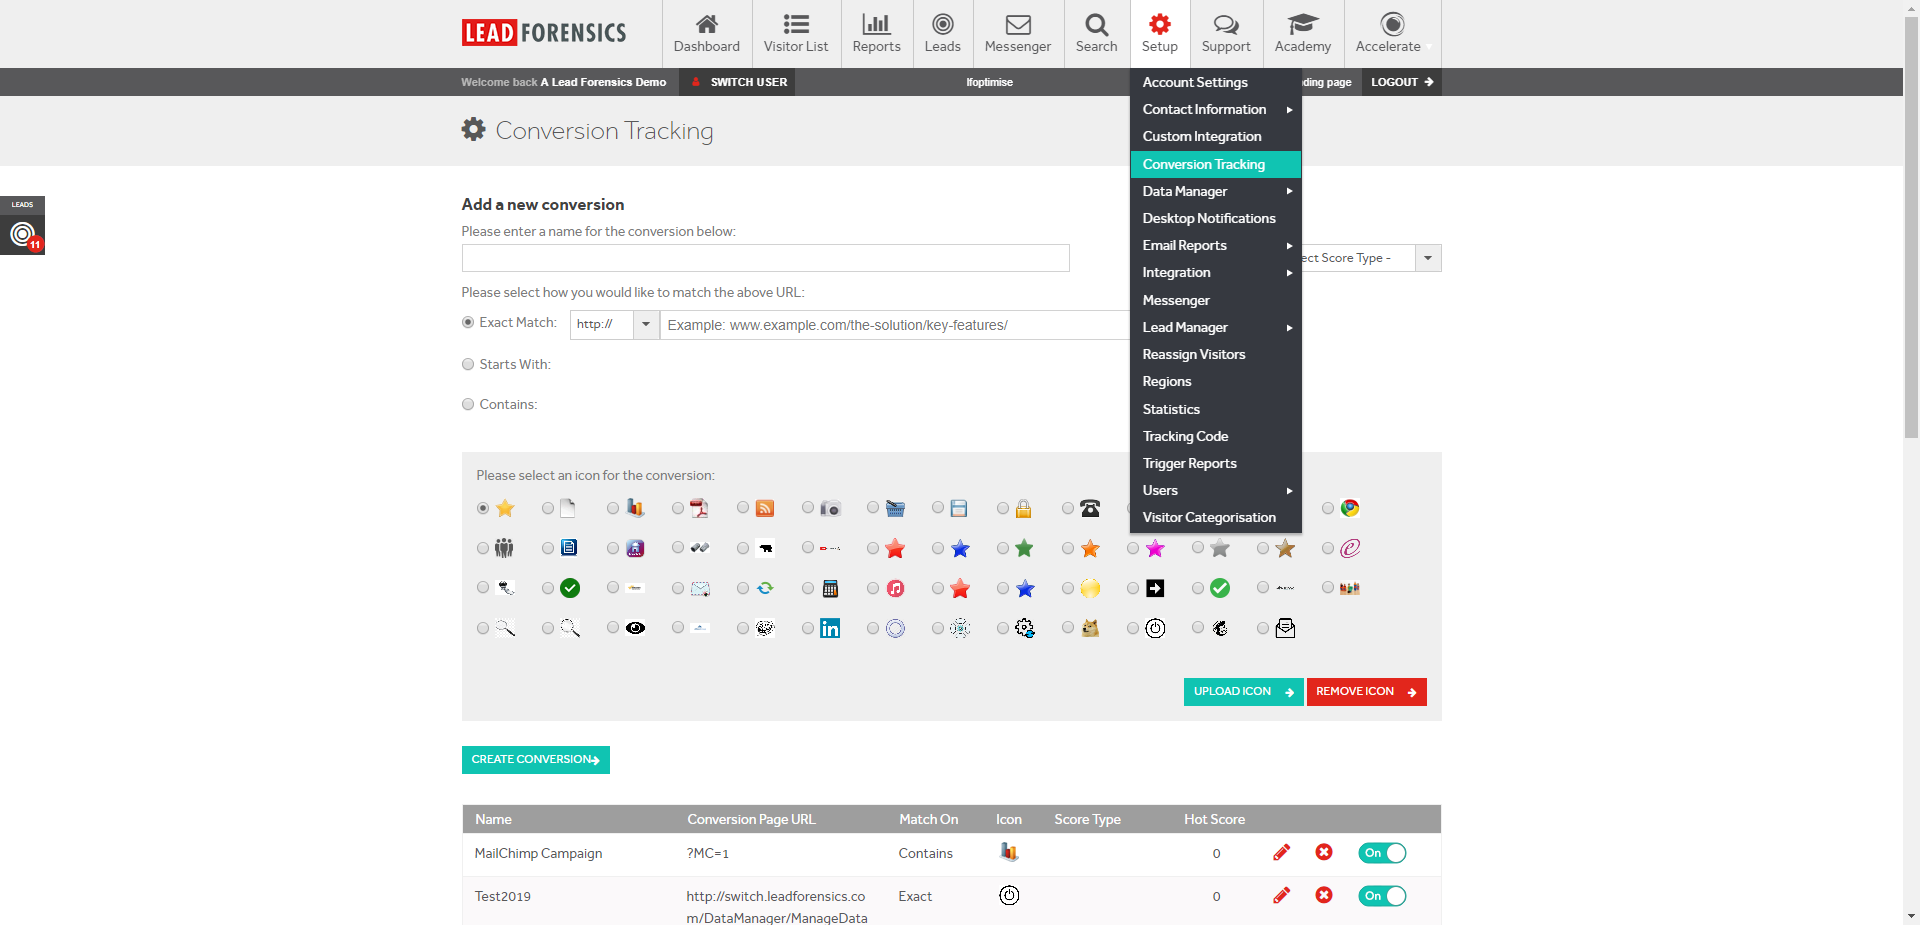 LEAD FORENSICS
Dashboard
Visitor List
Reports
Leads
Messenger
Search
Setup
Support
Academy
Accelerate
Welcome back A Lead Forensics Demo
SWITCH USER
lfoptimise
ding page
LOGOUT
Conversion Tracking
Account Settings
Contact Information
Custom Integration
Conversion Tracking
Data Manager
Desktop Notifications
Email Reports
Integration
Messenger
Lead Manager
Reassign Visitors
Regions
Statistics
Tracking Code
Trigger Reports
Users
Visitor Categorisation
LEADS
11
Add a new conversion
Please enter a name for the conversion below:
ect Score Type -
Please select how you would like to match the above URL:
Exact Match:
http://
Example: www.example.com/the-solution/key-features/
Starts With:
Contains:
Please select an icon for the conversion:
in
UPLOAD ICON
REMOVE ICON
CREATE CONVERSION
Name Conversion Page URL Match On Icon Score Type Hot Score
MailChimp Campaign ?MC=1 Contains 0 On
Test2019 http://switch.leadforensics.co Exact 0 On
m/DataManager/ManageData